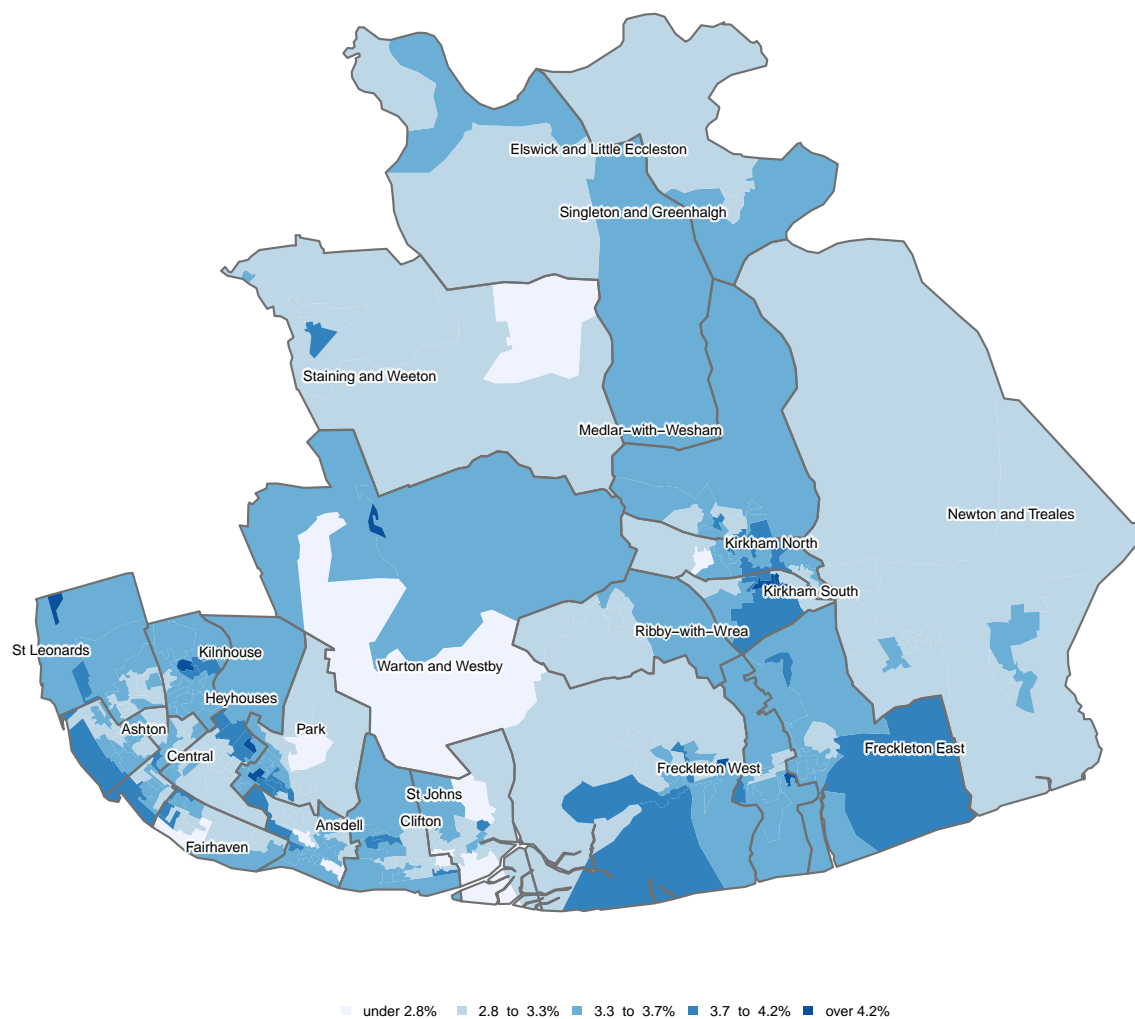 Elswick and Little Eccleston
Singleton and Greenhalgh
Staining and Weeton
Medlar−with−Wesham
Newton and Treales
Kirkham North
Kirkham South
Ribby−with−Wrea
St Leonards
Kilnhouse
Warton and Westby
Heyhouses
Ashton
Park
Central
Freckleton East
Freckleton West
St Johns
Clifton
Ansdell
Fairhaven
under 2.8%
2.8 to 3.3%
3.3 to 3.7%
3.7 to 4.2%
over 4.2%